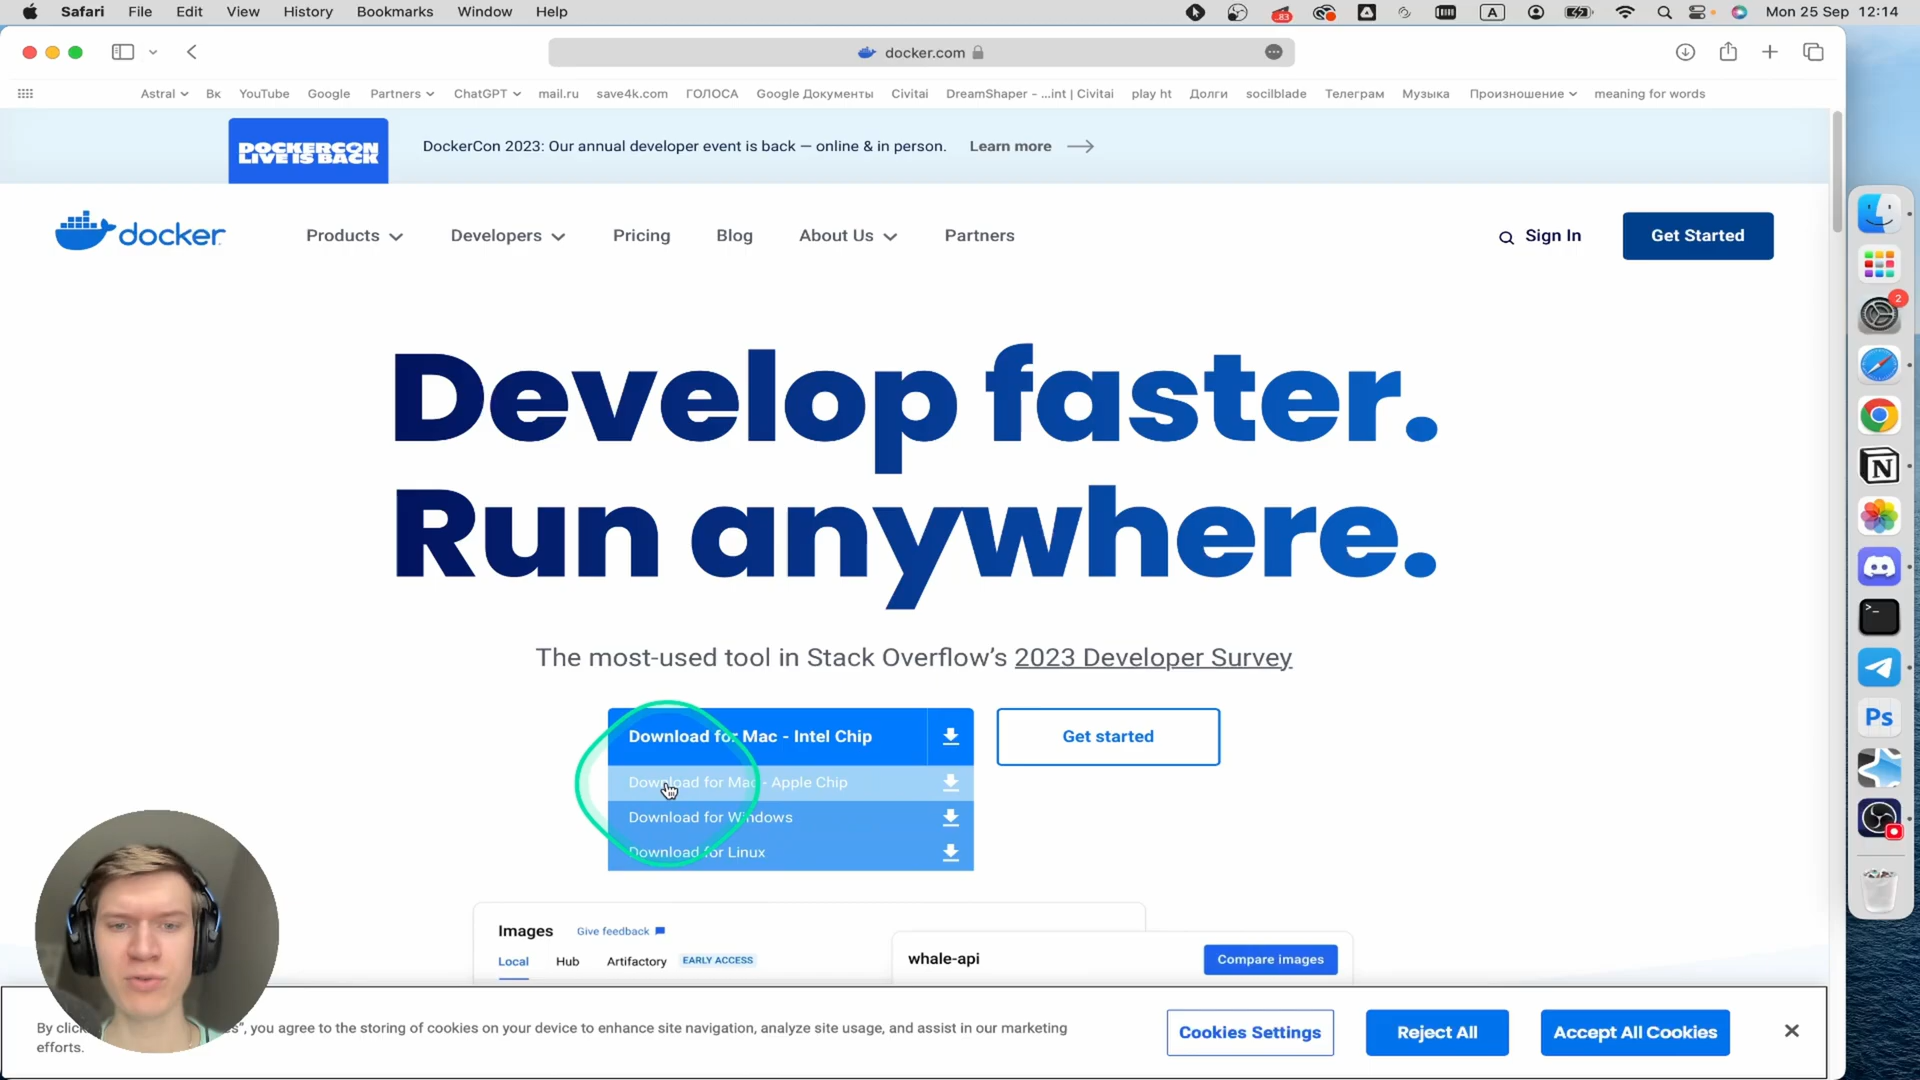 Safari File Edit View History Bookmarks Window Help
.83
A
Mon 25 Sep 12:14
docker.com
Astral Вк YouTube Google Partners ChatGPT mail.ru save4k.com ГОЛОСА Google Документы Civitai DreamShaper - ...int | Civitai play ht Долги socilblade Телеграм Музыка Произношение meaning for words
DOCKERCON
LIVE IS BACK
DockerCon 2023: Our annual developer event is back — online & in person. Learn more
docker
Products Developers Pricing Blog About Us Partners
Sign In
Get Started
2
Develop faster.
Run anywhere.
The most-used tool in Stack Overflow's 2023 Developer Survey
Download for Mac - Intel Chip
Get started
Download for Mac - Apple Chip
Download for Windows
Download for Linux
Ps
Images Give feedback
Local Hub Artifactory EARLY ACCESS
whale-api
Compare images
s", you agree to the storing of cookies on your device to enhance site navigation, analyze site usage, and assist in our marketing
efforts.
Cookies Settings
Reject All
Accept All Cookies